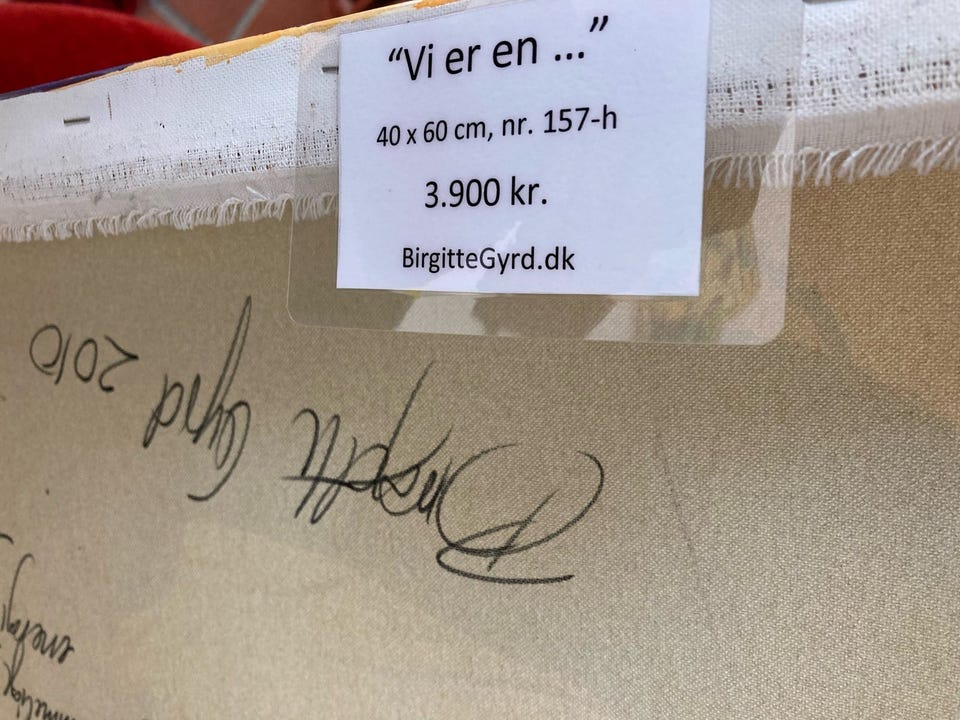 “Vi er en ...”
40 x 60 cm, nr. 157-h
3.900 kr.
BirgitteGyrd.dk
Birgitte Gyrd 2010